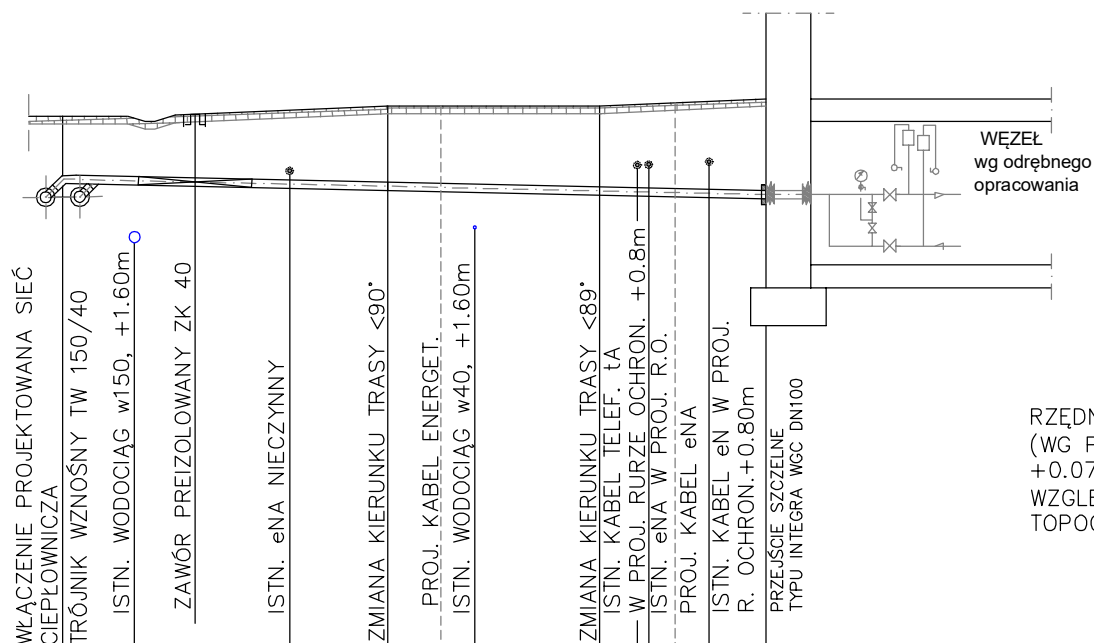 WĘZEŁ
wg odrębnego
opracowania
WŁĄCZENIE PROJEKTOWANA SIEĆ
CIEPŁOWNICZA
TRÓJNIK WZNOŚNY TW 150/40
ISTN. WODOCIĄG w150, +1.60m
ZAWÓR PREIZOLOWANY ZK 40
ISTN. eNA NIECZYNNY
ZMIANA KIERUNKU TRASY <90°
PROJ. KABEL ENERGET.
ISTN. WODOCIĄG w40, +1.60m
ZMIANA KIERUNKU TRASY <89°
ISTN. KABEL TELEF. tA
W PROJ. RURZE OCHRON. +0.8m
ISTN. eNA W PROJ. R.O.
PROJ. KABEL eNA
ISTN. KABEL eN W PROJ.
R. OCHRON.+0.80m
PRZEJŚCIE SZCZELNE
TYPU INTEGRA WGC DN100
RZĘDN
(WG F
+0.07
WZGLĘ
TOPOG